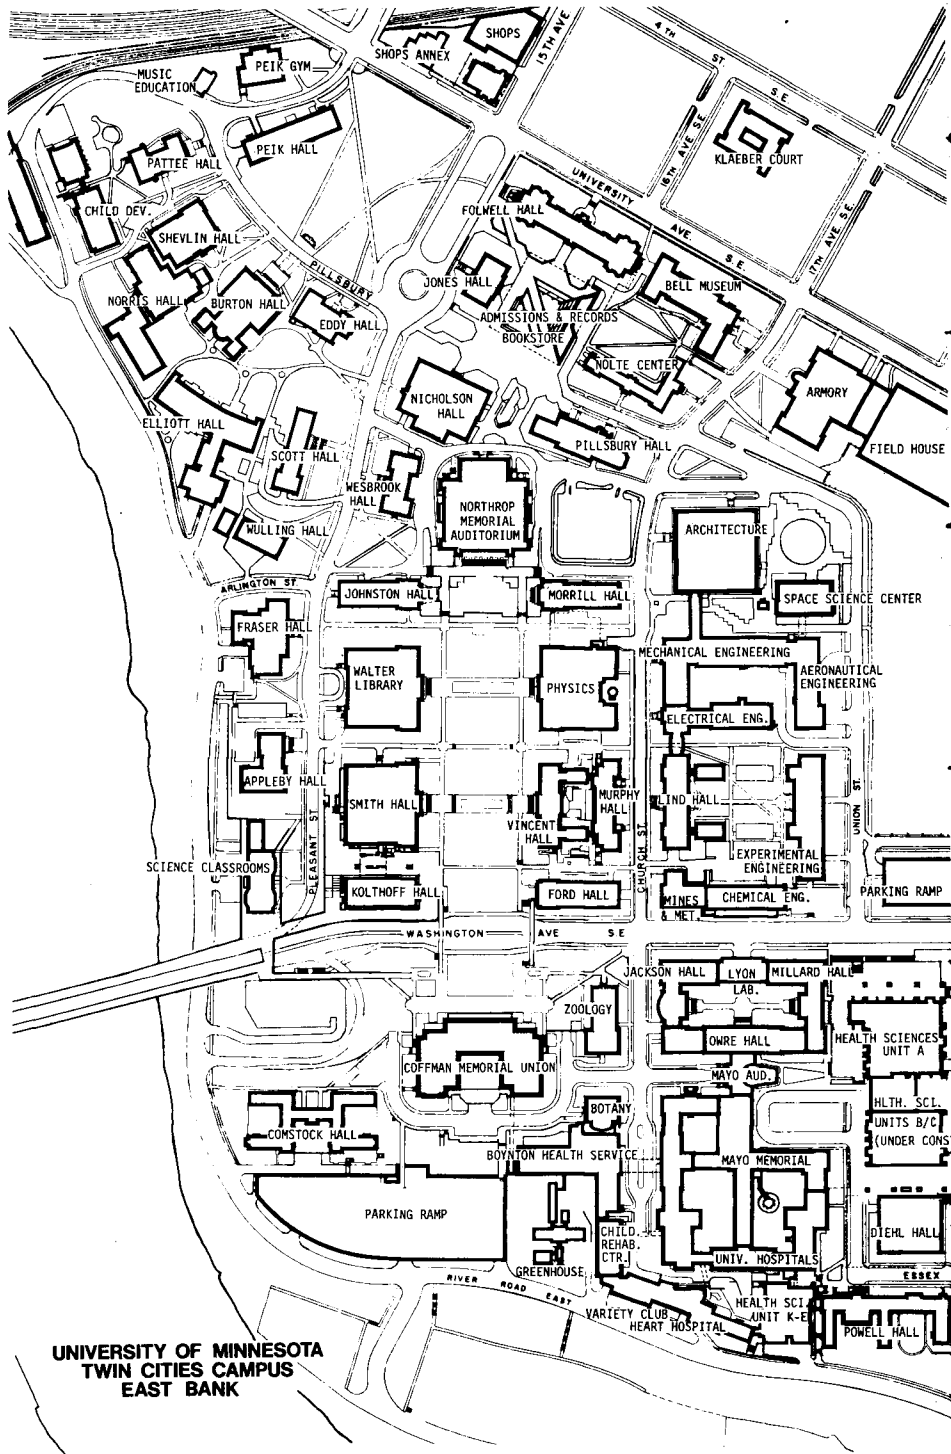 SHOPS
15TH AVE
4TH
ST.
S.E.
SHOPS ANNEX
PEIK GYM
MUSIC
EDUCATION
16TH AVE S.E.
KLAEBER COURT
PEIK HALL
PATTEE HALL
UNIVERSITY
AVE.
S.E.
17TH AVE S.E.
CHILD DEV.
FOLWELL HALL
SHEVLIN HALL
PILLSBURY
JONES HALL
BELL MUSEUM
NORRIS HALL
BURTON HALL
EDDY HALL
ADMISSIONS & RECORDS
BOOKSTORE
NOLTE CENTER
NICHOLSON
HALL
ARMORY
ELLIOTT HALL
PILLSBURY HALL
FIELD HOUSE
SCOTT HALL
WESBROOK
HALL
NORTHROP
MEMORIAL
AUDITORIUM
WULLING HALL
ARCHITECTURE
ARLINGTON ST.
JOHNSTON HALL
MORRILL HALL
SPACE SCIENCE CENTER
FRASER HALL
MECHANICAL ENGINEERING
WALTER
LIBRARY
PHYSICS
AERONAUTICAL
ENGINEERING
ELECTRICAL ENG.
APPLEBY HALL
SMITH HALL
MURPHY
HALL
LIND HALL
VINCENT
HALL
UNION ST.
PLEASANT ST.
CHURCH ST.
EXPERIMENTAL
ENGINEERING
SCIENCE CLASSROOMS
KOLTHOFF HALL
FORD HALL
MINES
& MET.
CHEMICAL ENG.
PARKING RAMP
WASHINGTON AVE S.E
JACKSON HALL
LYON
LAB.
MILLARD HALL
ZOOLOGY
OWRE HALL
HEALTH SCIENCES
UNIT A
COFFMAN MEMORIAL UNION
MAYO AUD.
HLTH. SCI.
UNITS B/C
(UNDER CONS
BOTANY
COMSTOCK HALL
BOYNTON HEALTH SERVICE
MAYO MEMORIAL
PARKING RAMP
CHILD
REHAB.
CTR.
DIEHL HALL
UNIV. HOSPITALS
GREENHOUSE
ESSEX
RIVER ROAD EAST
VARIETY CLUB
HEART HOSPITAL
HEALTH SCI.
UNIT K-E
POWELL HALL
UNIVERSITY OF MINNESOTA
TWIN CITIES CAMPUS
EAST BANK